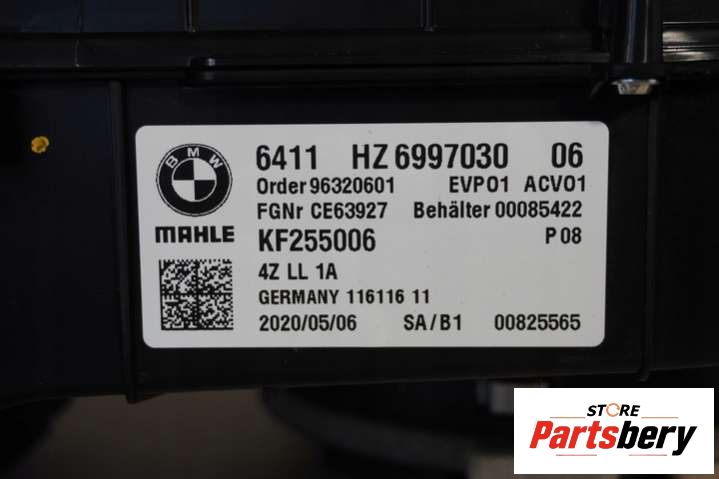 BMW
MAHLE
6411 HZ 6997030 06
Order 96320601 EVP01 ACV01
FGNr CE63927 Behälter 00085422
KF255006 P 08
4Z LL 1A
GERMANY 116116 11
2020/05/06 SA/B1 00825565
STORE
Partsbery